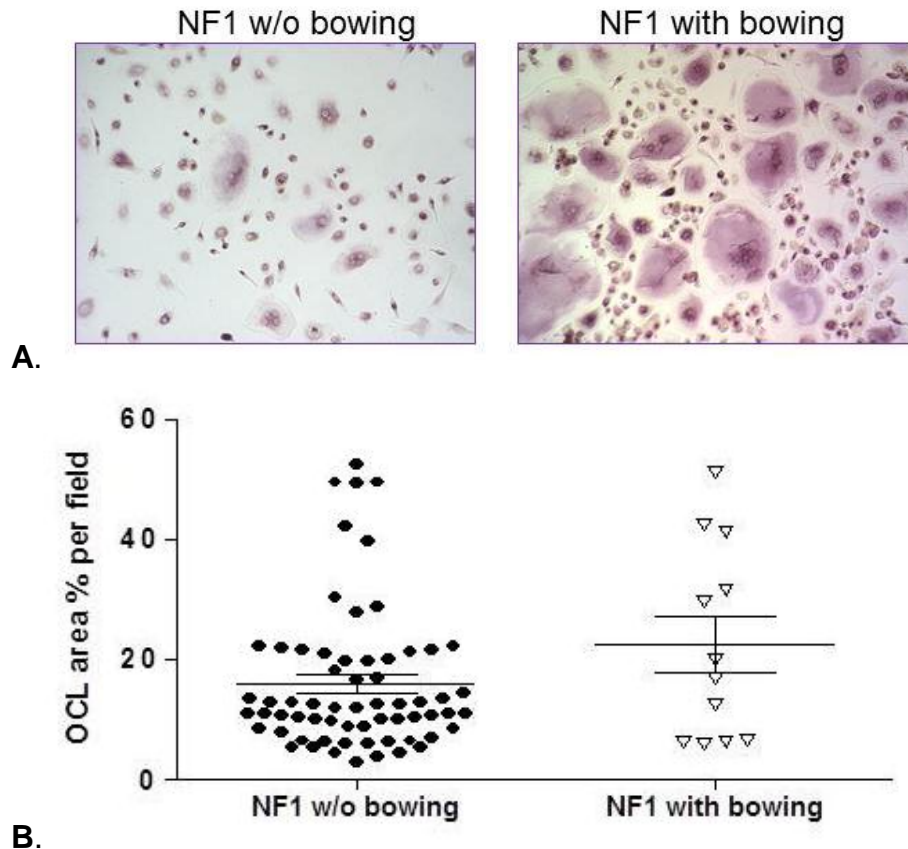 NF1 w/o bowing NF1 with bowing
A.
60
40
20
0
OCL area % per field
NF1 w/o bowing NF1 with bowing
B.